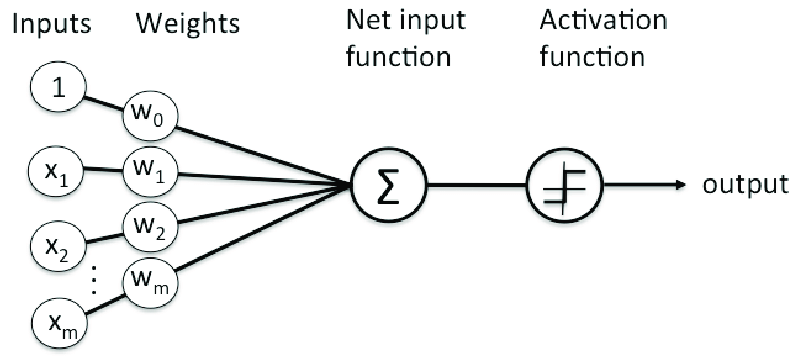 Inputs
Weights
Net input
function
Activation
function
1
w₀
x₁
w₁
x₂
w₂
⋮
xₘ
wₘ
Σ
output